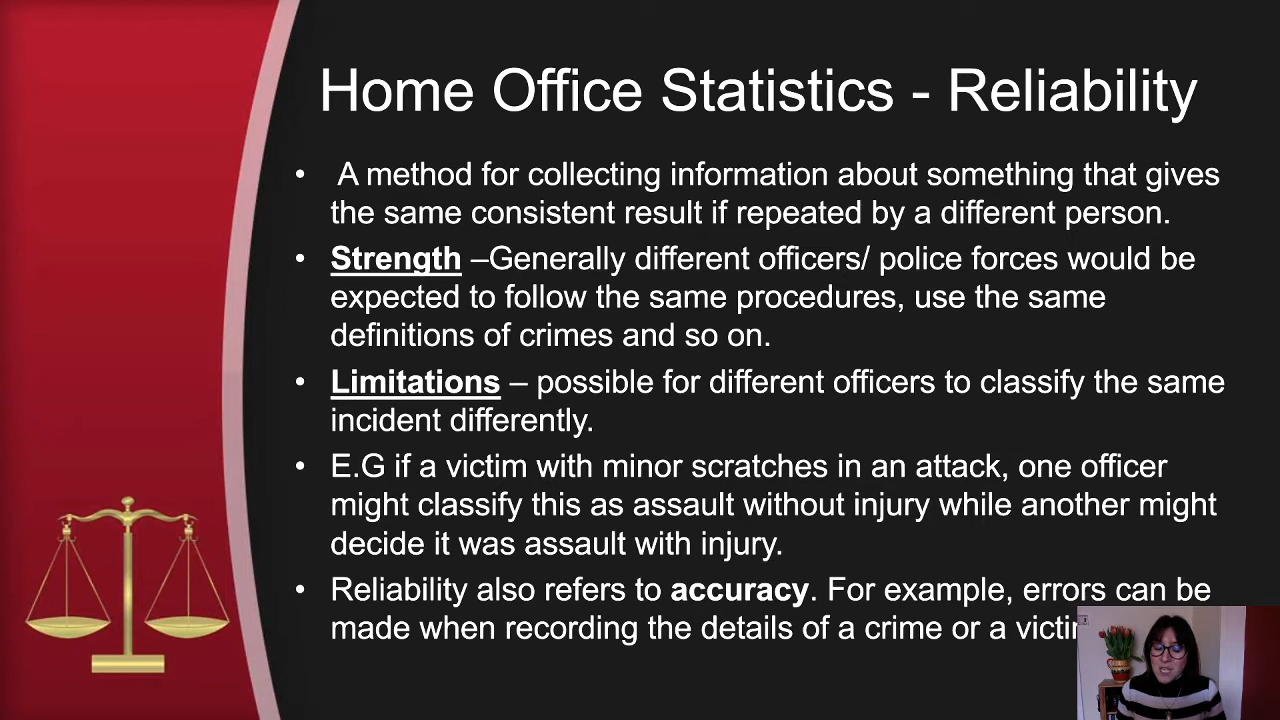 Home Office Statistics - Reliability
• A method for collecting information about something that gives
the same consistent result if repeated by a different person.
• Strength –Generally different officers/ police forces would be
expected to follow the same procedures, use the same
definitions of crimes and so on.
• Limitations – possible for different officers to classify the same
incident differently.
• E.G if a victim with minor scratches in an attack, one officer
might classify this as assault without injury while another might
decide it was assault with injury.
• Reliability also refers to accuracy. For example, errors can be
made when recording the details of a crime or a